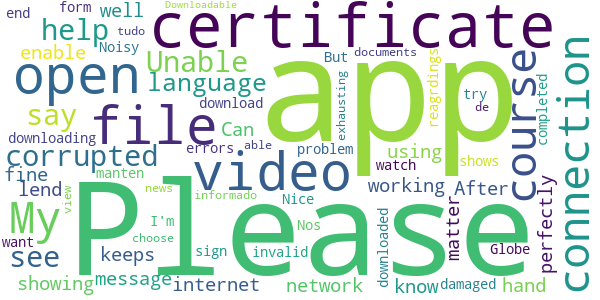 Downloadable
end form well
tudo
Noisy
enable
help
certificate
But documents
Unable
open
language
say
file
app
download
Can
downloading errors able problem
exhausting
try
de
reagrdings
shows
course
completed
connection
corrupted
fine
lend
manten
video
using
watch
working After
My
Please
view
news
I'm
choose
informado
Nice
Nos
see
keeps
message
sign invalid
showing
internet
network
downloaded
know
damaged
matter
hand
Globe
perfectly
want